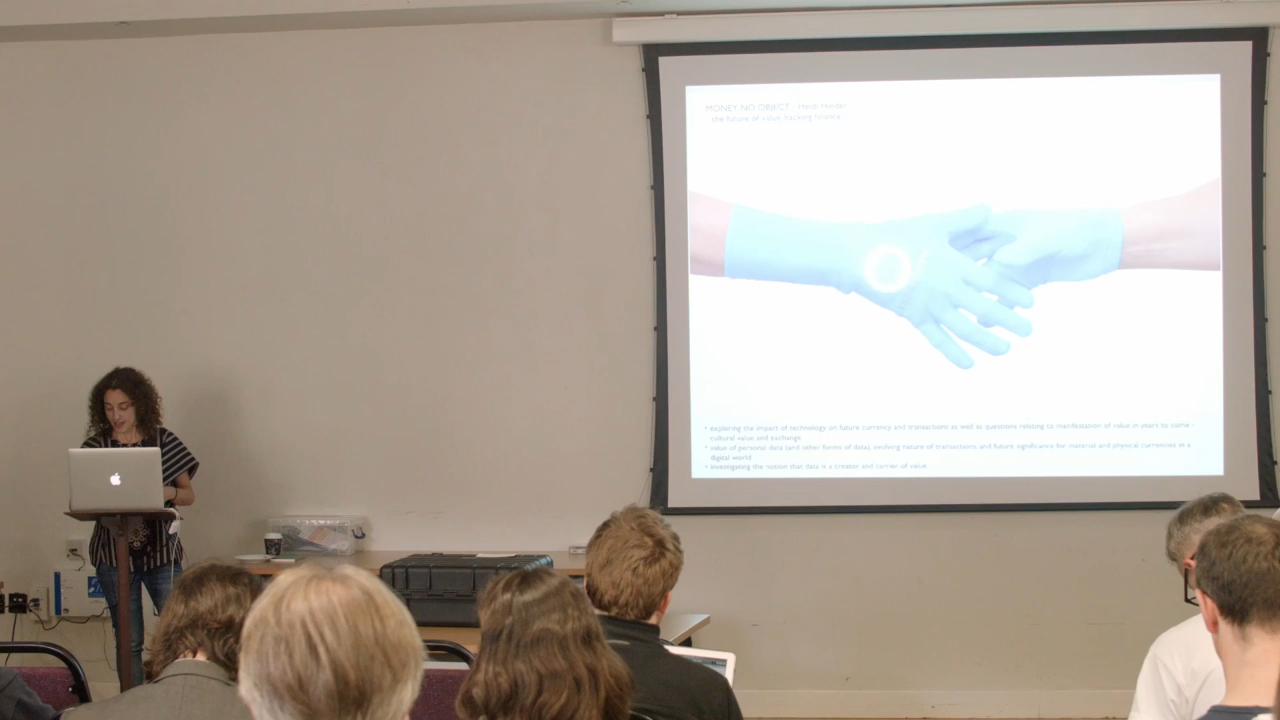 MONEY NO OBJECT - Heidi Hinder
the future of value, hacking finance
• exploring the impact of technology on future currency and transactions as well as questions relating to manifestation of value in years to come -
cultural value and exchange
• value of personal data (and other forms of data), evolving nature of transactions and future significance for material and physical currencies in a
digital world
• investigating the notion that data is a creator and carrier of value